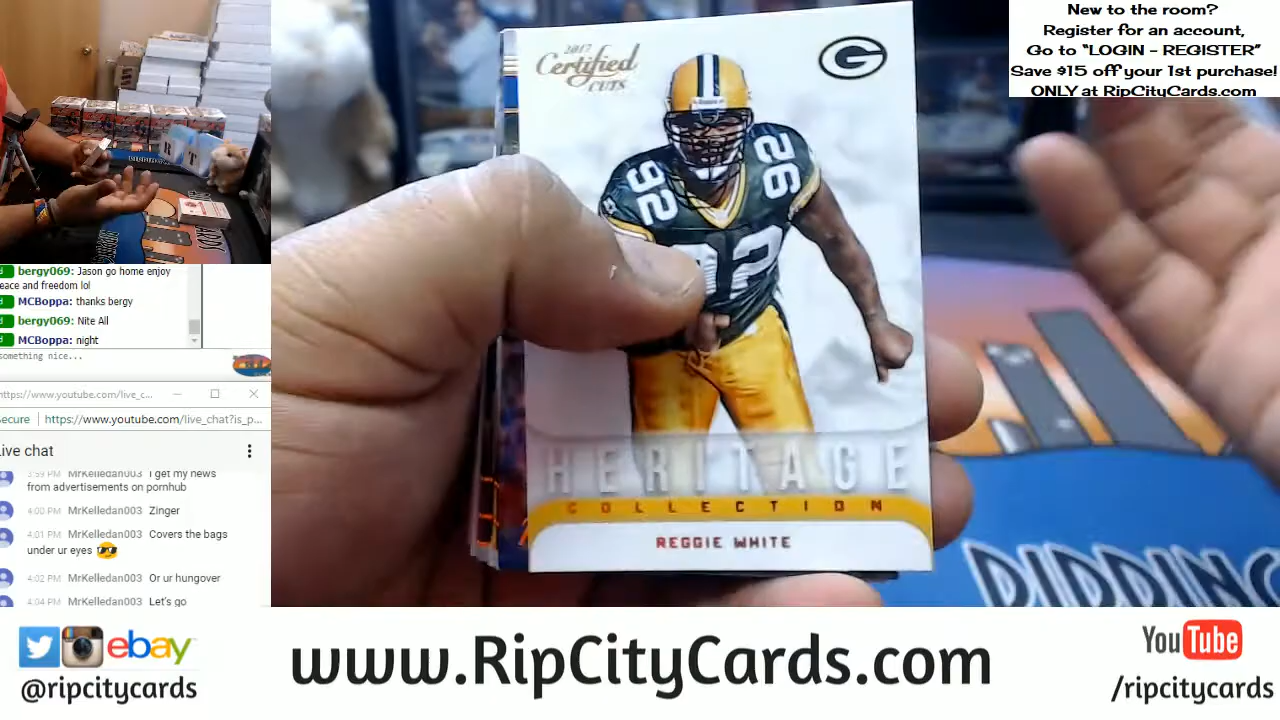 New to the room?
Register for an account,
Go to "LOGIN - REGISTER"
Save $15 off your 1st purchase!
ONLY at RipCityCards.com
2017
Certified
CUTS
G
92
92
92
HERITAGE
COLLECTION
REGGIE WHITE
bergy069: Jason go home enjoy
eace and freedom lol
MCBoppa: thanks bergy
bergy069: Nite All
MCBoppa: night
something nice...
https://www.youtube.com/live_c...
ecure https://www.youtube.com/live_chat?is_p...
ive chat
3:59 PM MrKelledan003 I get my news
from advertisements on pornhub
4:00 PM MrKelledan003 Zinger
4:01 PM MrKelledan003 Covers the bags
under ur eyes
4:02 PM MrKelledan003 Or ur hungover
4:04 PM MrKelledan003 Let's go
ebay
@ripcitycards
www.RipCityCards.com
YouTube
/ripcitycards